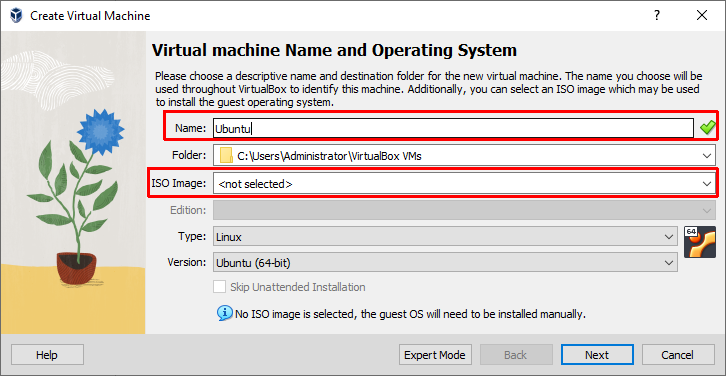 Create Virtual Machine
Virtual machine Name and Operating System
Please choose a descriptive name and destination folder for the new virtual machine. The name you choose will be
used throughout VirtualBox to identify this machine. Additionally, you can select an ISO image which may be used
to install the guest operating system.
Name: Ubuntu
Folder: C:\Users\Administrator\VirtualBox VMs
ISO Image: <not selected>
Edition:
Type: Linux
64
Version: Ubuntu (64-bit)
Skip Unattended Installation
No ISO image is selected, the guest OS will need to be installed manually.
Help Expert Mode Back Next Cancel